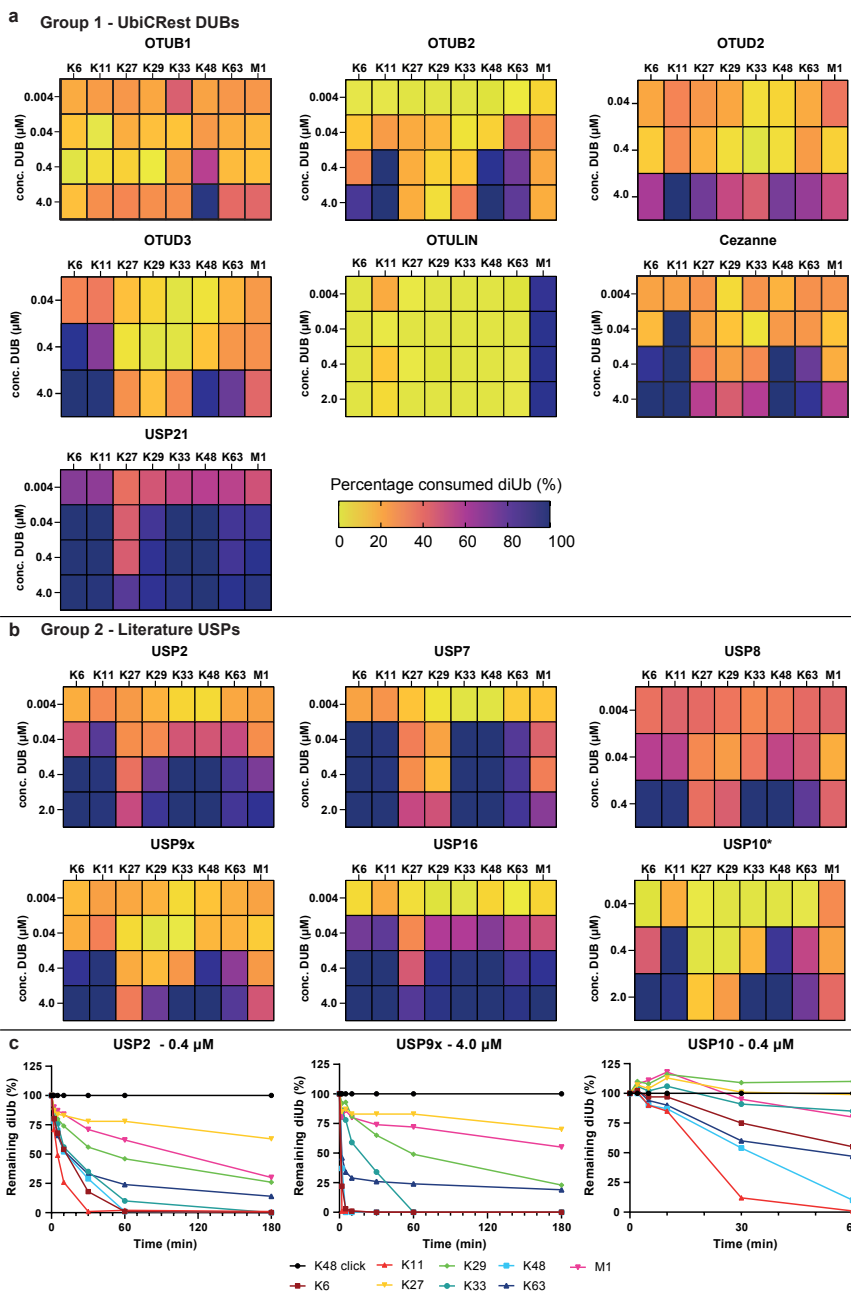 a Group 1 - UbiCRest DUBs
OTUB1
K6 K11 K27 K29 K33 K48 K63 M1
conc. DUB (µM)
0.004
0.04
0.4
4.0
OTUB2
K6 K11 K27 K29 K33 K48 K63 M1
conc. DUB (µM)
0.004
0.04
0.4
4.0
OTUD2
K6 K11 K27 K29 K33 K48 K63 M1
conc. DUB (µM)
0.04
0.4
4.0
OTUD3
K6 K11 K27 K29 K33 K48 K63 M1
conc. DUB (µM)
0.04
0.4
4.0
OTULIN
K6 K11 K27 K29 K33 K48 K63 M1
conc. DUB (µM)
0.004
0.04
0.4
2.0
Cezanne
K6 K11 K27 K29 K33 K48 K63 M1
conc. DUB (µM)
0.004
0.04
0.4
4.0
USP21
K6 K11 K27 K29 K33 K48 K63 M1
conc. DUB (µM)
0.004
0.04
0.4
4.0
Percentage consumed diUb (%)
0 20 40 60 80 100
b Group 2 - Literature USPs
USP2
K6 K11 K27 K29 K33 K48 K63 M1
conc. DUB (µM)
0.004
0.04
0.4
2.0
USP7
K6 K11 K27 K29 K33 K48 K63 M1
conc. DUB (µM)
0.004
0.04
0.4
2.0
USP8
K6 K11 K27 K29 K33 K48 K63 M1
conc. DUB (µM)
0.004
0.04
0.4
USP9x
K6 K11 K27 K29 K33 K48 K63 M1
conc. DUB (µM)
0.004
0.04
0.4
4.0
USP16
K6 K11 K27 K29 K33 K48 K63 M1
conc. DUB (µM)
0.004
0.04
0.4
4.0
USP10*
K6 K11 K27 K29 K33 K48 K63 M1
conc. DUB (µM)
0.04
0.4
2.0
c
USP2 - 0.4 µM
Remaining diUb (%)
125
100
75
50
25
0
0 60 120 180
Time (min)
USP9x - 4.0 µM
Remaining diUb (%)
125
100
75
50
25
0
0 60 120 180
Time (min)
USP10 - 0.4 µM
Remaining diUb (%)
125
100
75
50
25
0
0 30
Time (min)
K48 click K11 K29 K48 M1
K6 K27 K33 K63